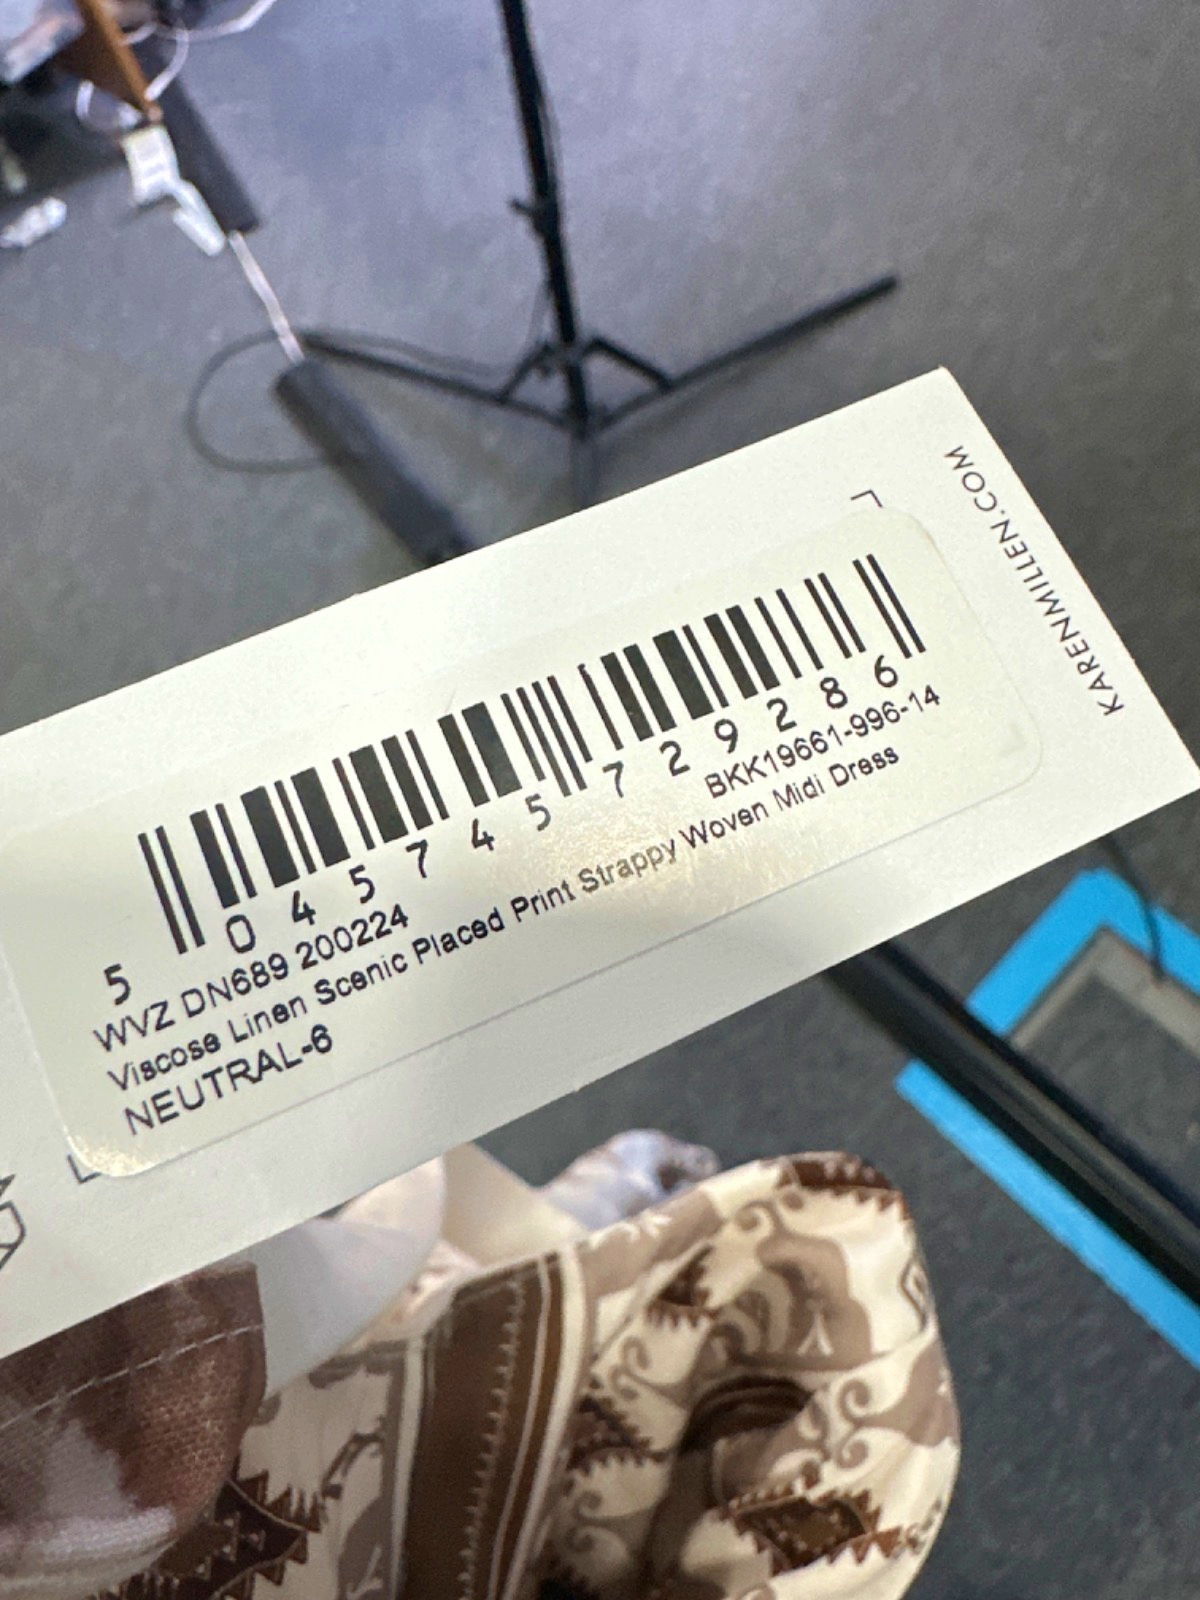 KARENMILLEN.COM
5 045745 729286
WVZ DN689 200224 BKK19661-996-14
Viscose Linen Scenic Placed Print Strappy Woven Midi Dress
NEUTRAL-6